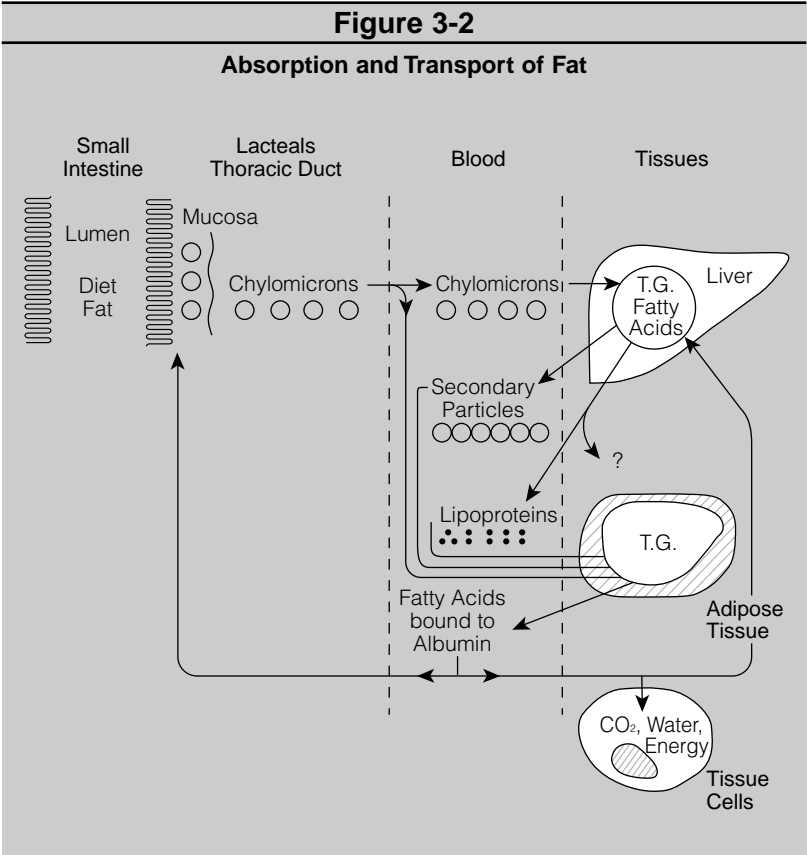 Figure 3-2
Absorption and Transport of Fat
Small
Intestine
Lacteals
Thoracic Duct
Blood
Tissues
Mucosa
Lumen
Diet
Fat
Chylomicrons
Chylomicrons
T.G.
Fatty
Acids
Liver
Secondary
Particles
?
Lipoproteins
T.G.
Fatty Acids
bound to
Albumin
Adipose
Tissue
CO₂, Water,
Energy
Tissue
Cells